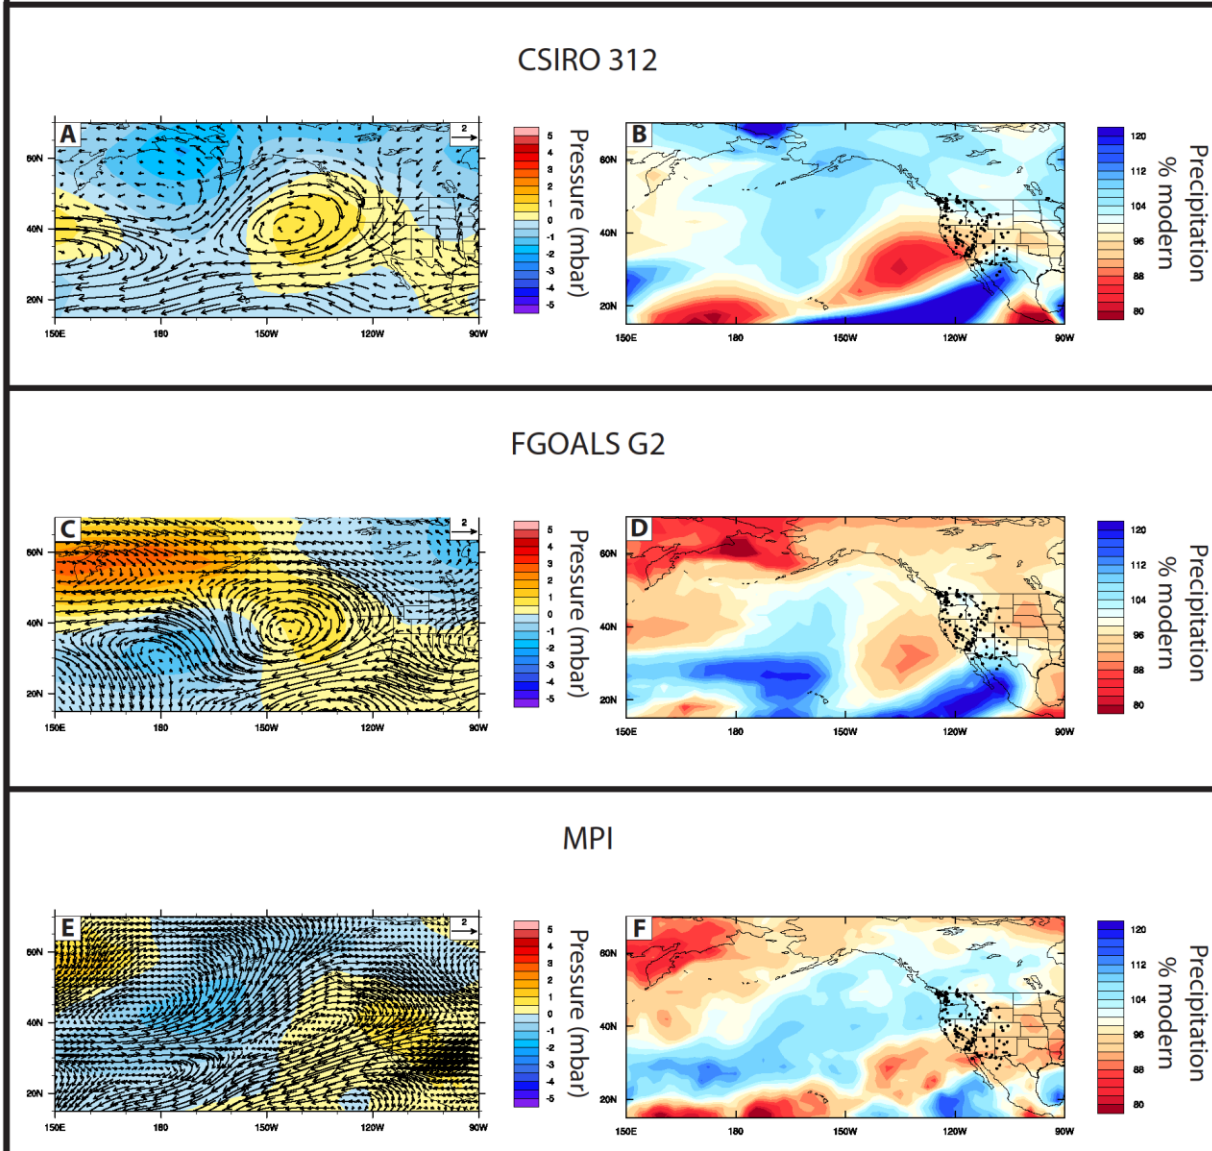 CSIRO 312
A
2
60N
40N
20N
150E 180 150W 120W 90W
5
4
3
2
1
0
-1
-2
-3
-4
-5
Pressure (mbar)
B
60N
40N
20N
150E 180 150W 120W 90W
120
112
104
96
88
80
Precipitation
% modern
FGOALS G2
C
2
60N
40N
20N
150E 180 150W 120W 90W
5
4
3
2
1
0
-1
-2
-3
-4
-5
Pressure (mbar)
D
60N
40N
20N
150E 180 150W 120W 90W
120
112
104
96
88
80
Precipitation
% modern
MPI
E
2
60N
40N
20N
150E 180 150W 120W 90W
5
4
3
2
1
0
-1
-2
-3
-4
-5
Pressure (mbar)
F
60N
40N
20N
150E 180 150W 120W 90W
120
112
104
96
88
80
Precipitation
% modern